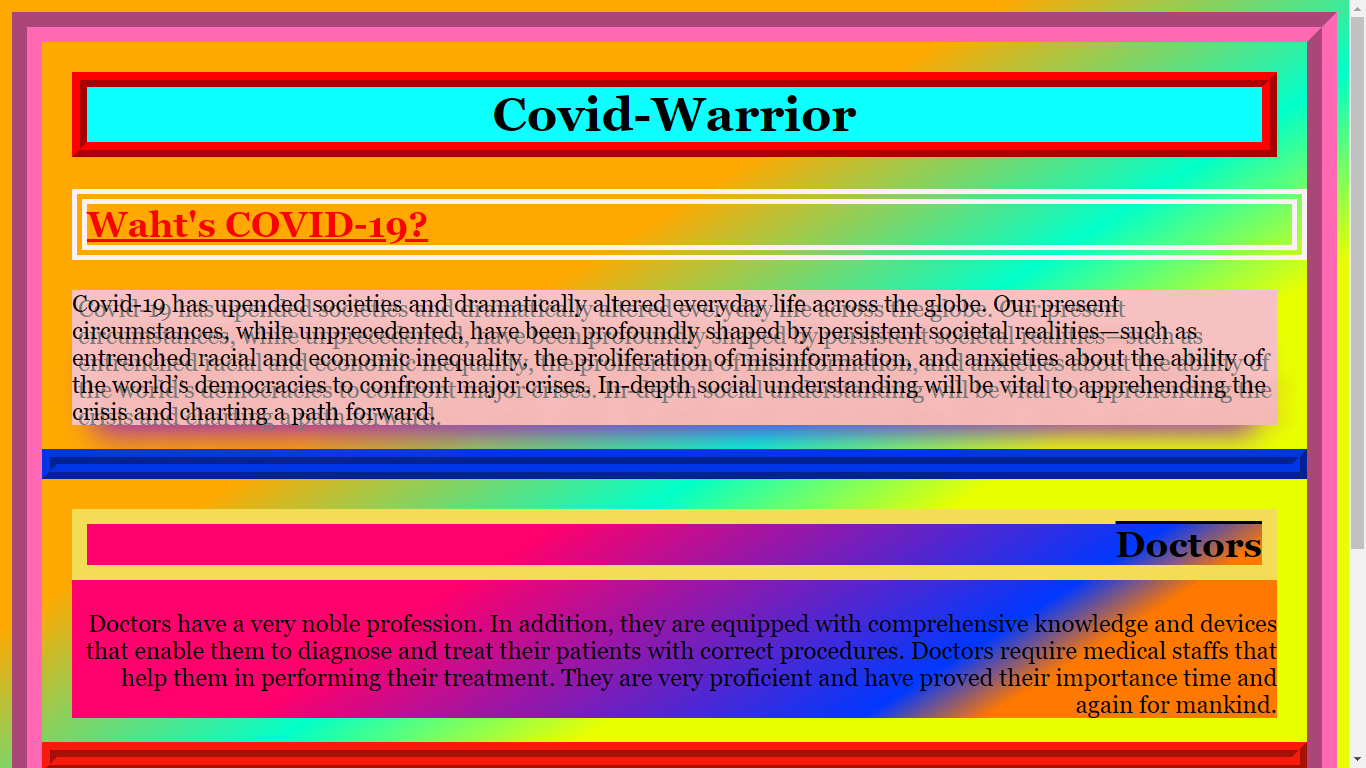 Covid-Warrior
Waht's COVID-19?
Covid-19 has upended societies and dramatically altered everyday life across the globe. Our present
circumstances, while unprecedented, have been profoundly shaped by persistent societal realities—such as
entrenched racial and economic inequality, the proliferation of misinformation, and anxieties about the ability of
the world's democracies to confront major crises. In-depth social understanding will be vital to apprehending the
crisis and charting a path forward.
Doctors
Doctors have a very noble profession. In addition, they are equipped with comprehensive knowledge and devices
that enable them to diagnose and treat their patients with correct procedures. Doctors require medical staffs that
help them in performing their treatment. They are very proficient and have proved their importance time and
again for mankind.